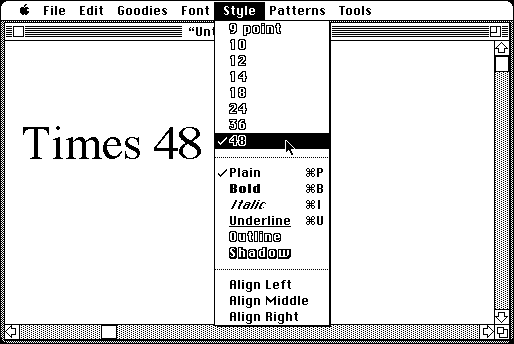 File Edit Goodies Font Style Patterns Tools
“Unt
9 point
10
12
14
18
24
36
✓48
Times 48
✓Plain ⌘P
Bold ⌘B
Italic ⌘I
Underline ⌘U
Outline
Shadow
Align Left
Align Middle
Align Right